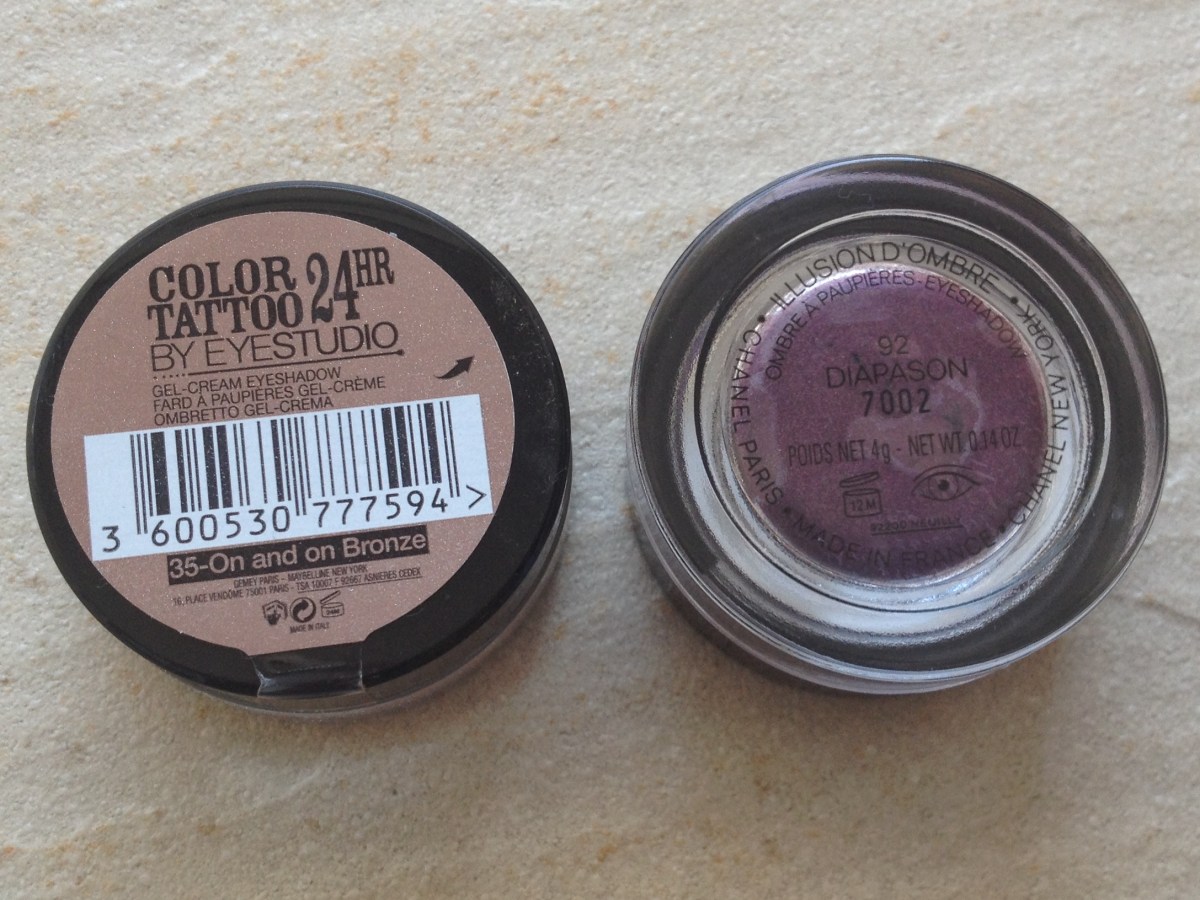 COLOR
TATTOO 24HR
BY EYESTUDIO
GEL-CREAM EYESHADOW
FARD À PAUPIÈRES GEL-CRÈME
OMBRETTO GEL-CREMA
3 600530 777594 >
35-On and on Bronze
GEMEY PARIS - MAYBELLINE NEW YORK
16, PLACE VENDÔME 75001 PARIS - TSA 10007 F 92667 ASNIERES CEDEX
24M
MADE IN ITALY
• ILLUSION D'OMBRE •
OMBRE À PAUPIÈRES - EYESHADOW
92
DIAPASON
7002
POIDS NET 4g - NET WT. 0.14 OZ.
12M
92200 NEUILLY
CHANEL PARIS • MADE IN FRANCE • CHANEL NEW YORK